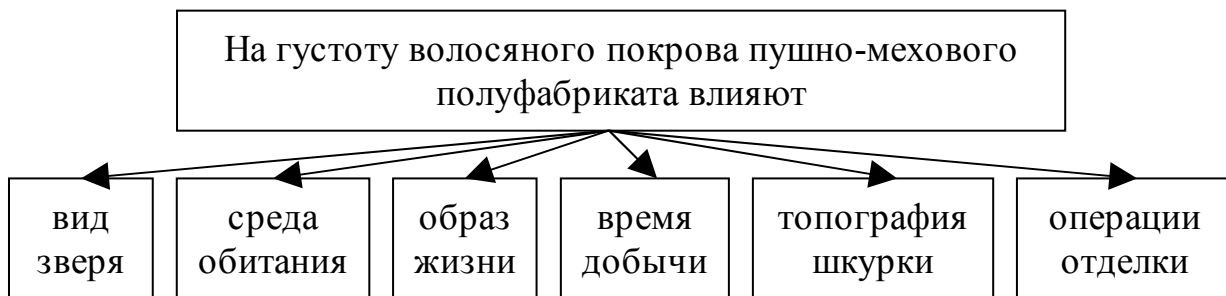 На густоту волосяного покрова пушно-мехового
полуфабриката влияют
вид
зверя
среда
обитания
образ
жизни
время
добычи
топография
шкурки
операции
отделки